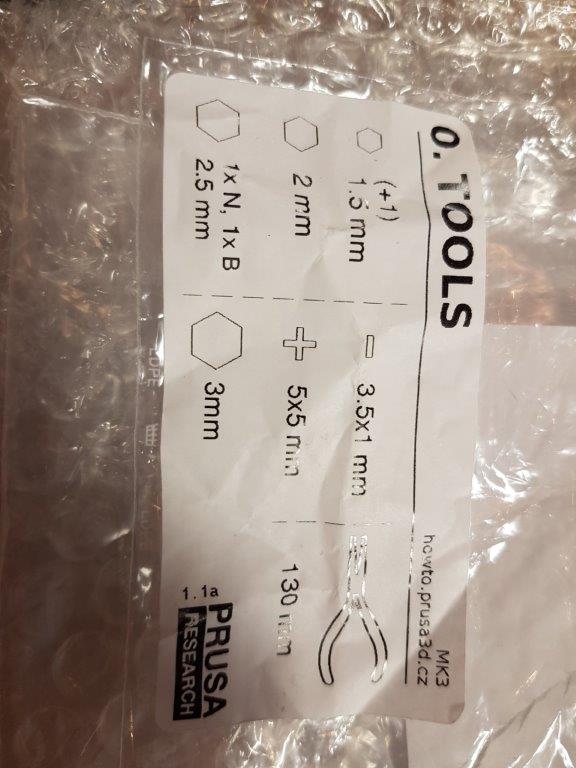 0. TOOLS
MK3
howto.prusa3d.cz
(+1)
1.5 mm
3.5x1 mm
2 mm
5x5 mm
130 mm
1x N, 1x B
2.5 mm
3mm
1.1a
PRUSA
RESEARCH
LDPE